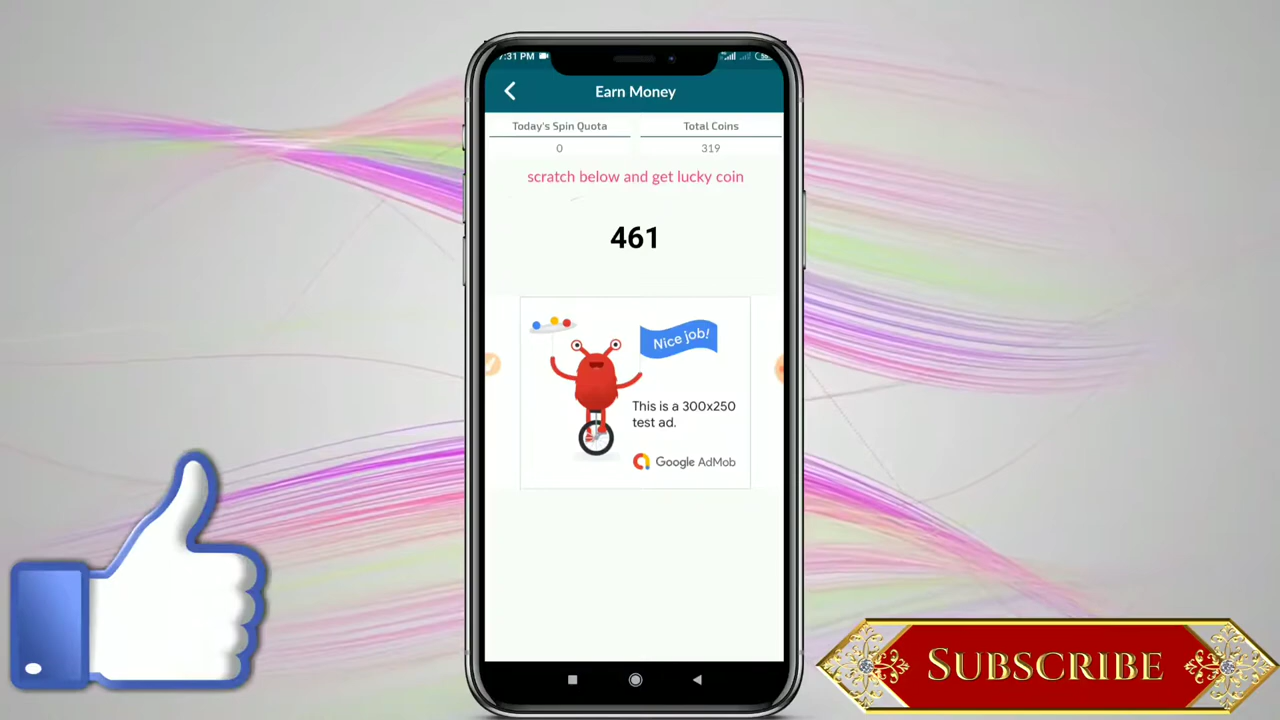 7:31 PM
Earn Money
Today's Spin Quota
Total Coins
0
319
scratch below and get lucky coin
461
Nice job!
This is a 300x250
test ad.
Google AdMob
SUBSCRIBE